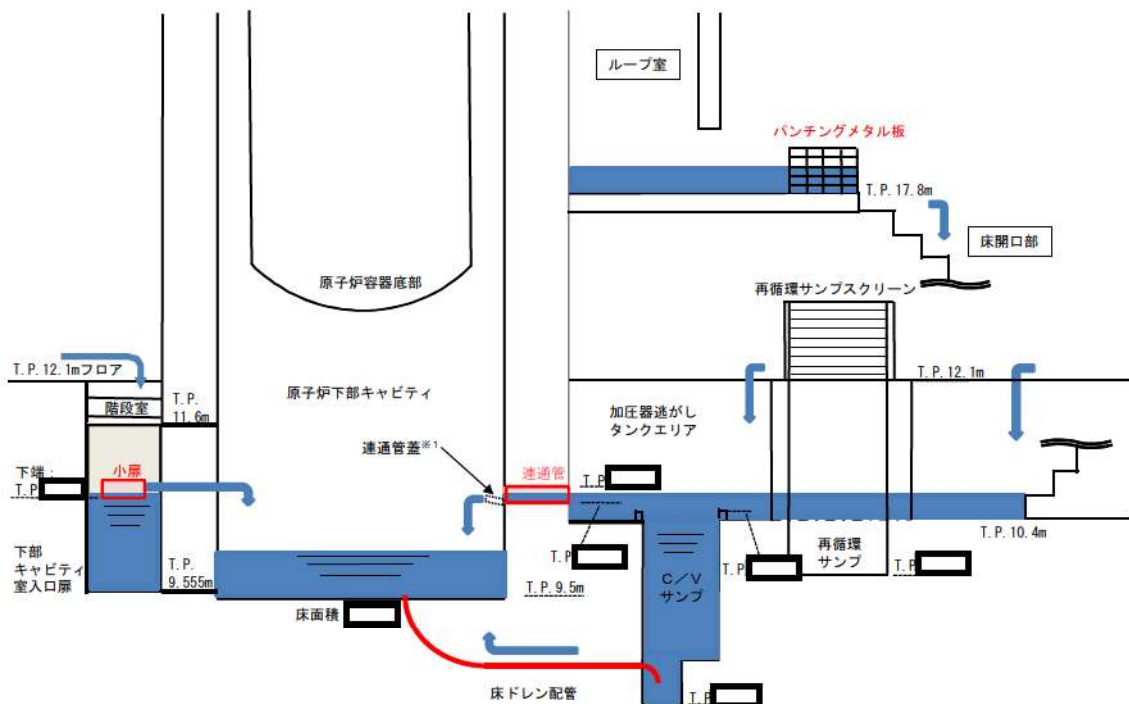 ループ室
パンチングメタル板
T.P.17.8m
床開口部
原子炉容器底部
再循環サンプスクリーン
T.P.12.1mフロア
T.P.12.1m
階段室
T.P.
11.6m
原子炉下部キャビティ
加圧器逃がし
タンクエリア
連通管蓋※1
連通管
下端：
T.P
小扉
T.P
T.P.10.4m
下部
キャビティ
室入口扉
T.P.
9.555m
T.P
T.P
再循環
サンプ
T.P
T.P.9.5m
C／V
サンプ
床面積
床ドレン配管
T.P